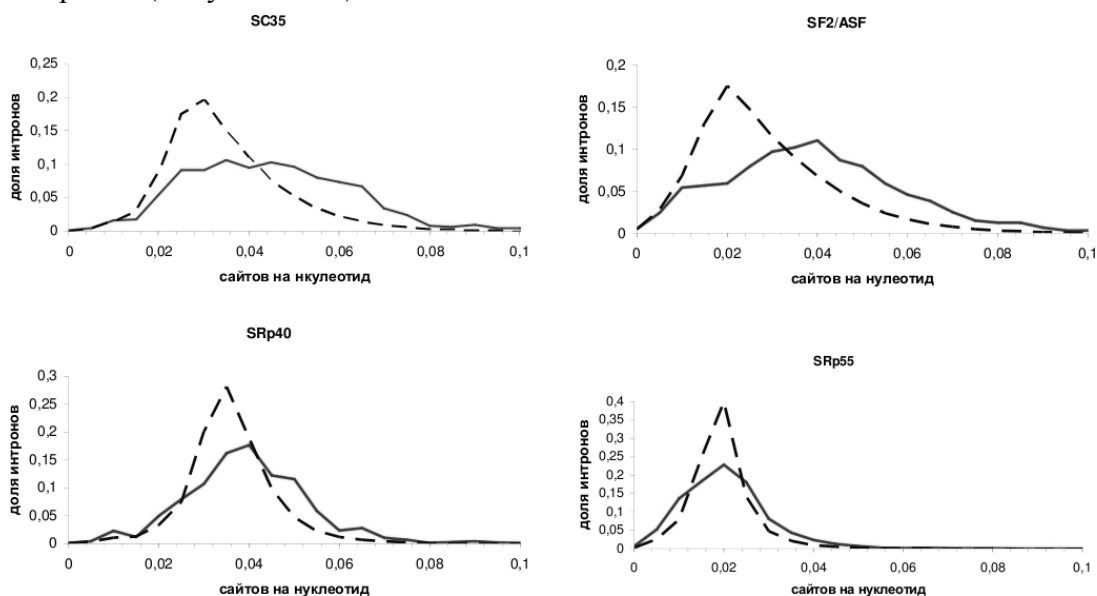 SC35
0,25
0,2
0,15
0,1
0,05
0
доля интронов
0 0,02 0,04 0,06 0,08 0,1
сайтов на нкулеотид
SF2/ASF
0,2
0,15
0,1
0,05
0
доля интронов
0 0,02 0,04 0,06 0,08 0,1
сайтов на нулеотид
SRp40
0,3
0,25
0,2
0,15
0,1
0,05
0
доля интронов
0 0,02 0,04 0,06 0,08 0,1
сайтов на нуклеотид
SRp55
0,4
0,35
0,3
0,25
0,2
0,15
0,1
0,05
0
доля интронов
0 0,02 0,04 0,06 0,08 0,1
сайтов на нуклеотид